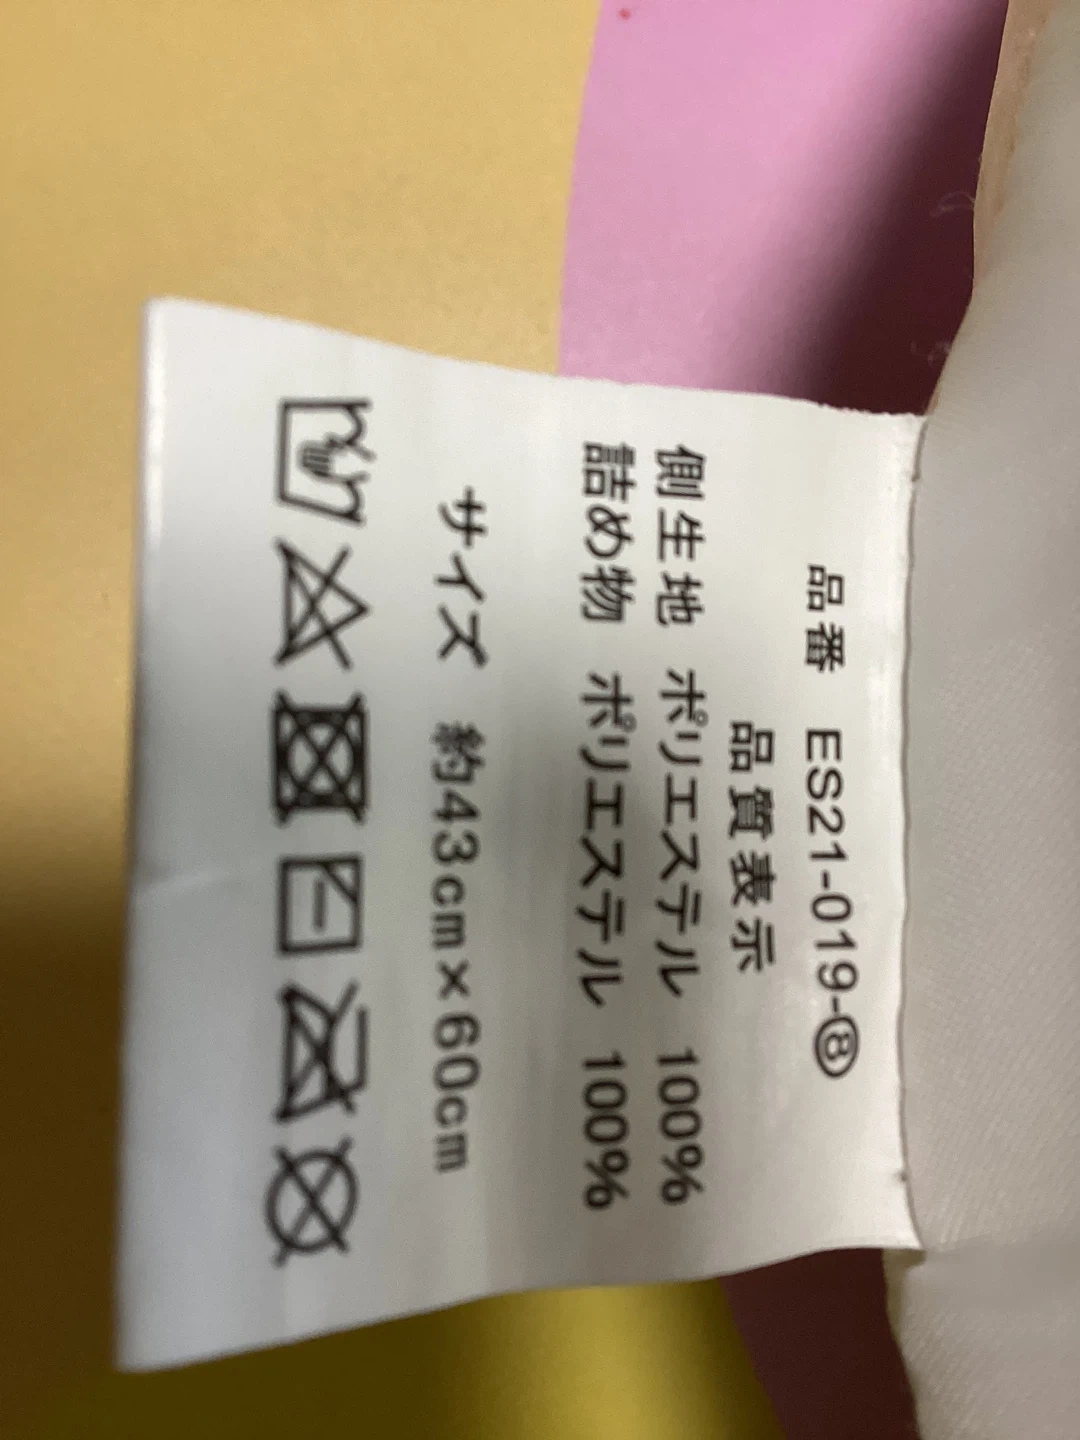 品番 ES21-019-⑧
品質表示
側生地 ポリエステル 100%
詰め物 ポリエステル 100%
サイズ 約43cm×60cm